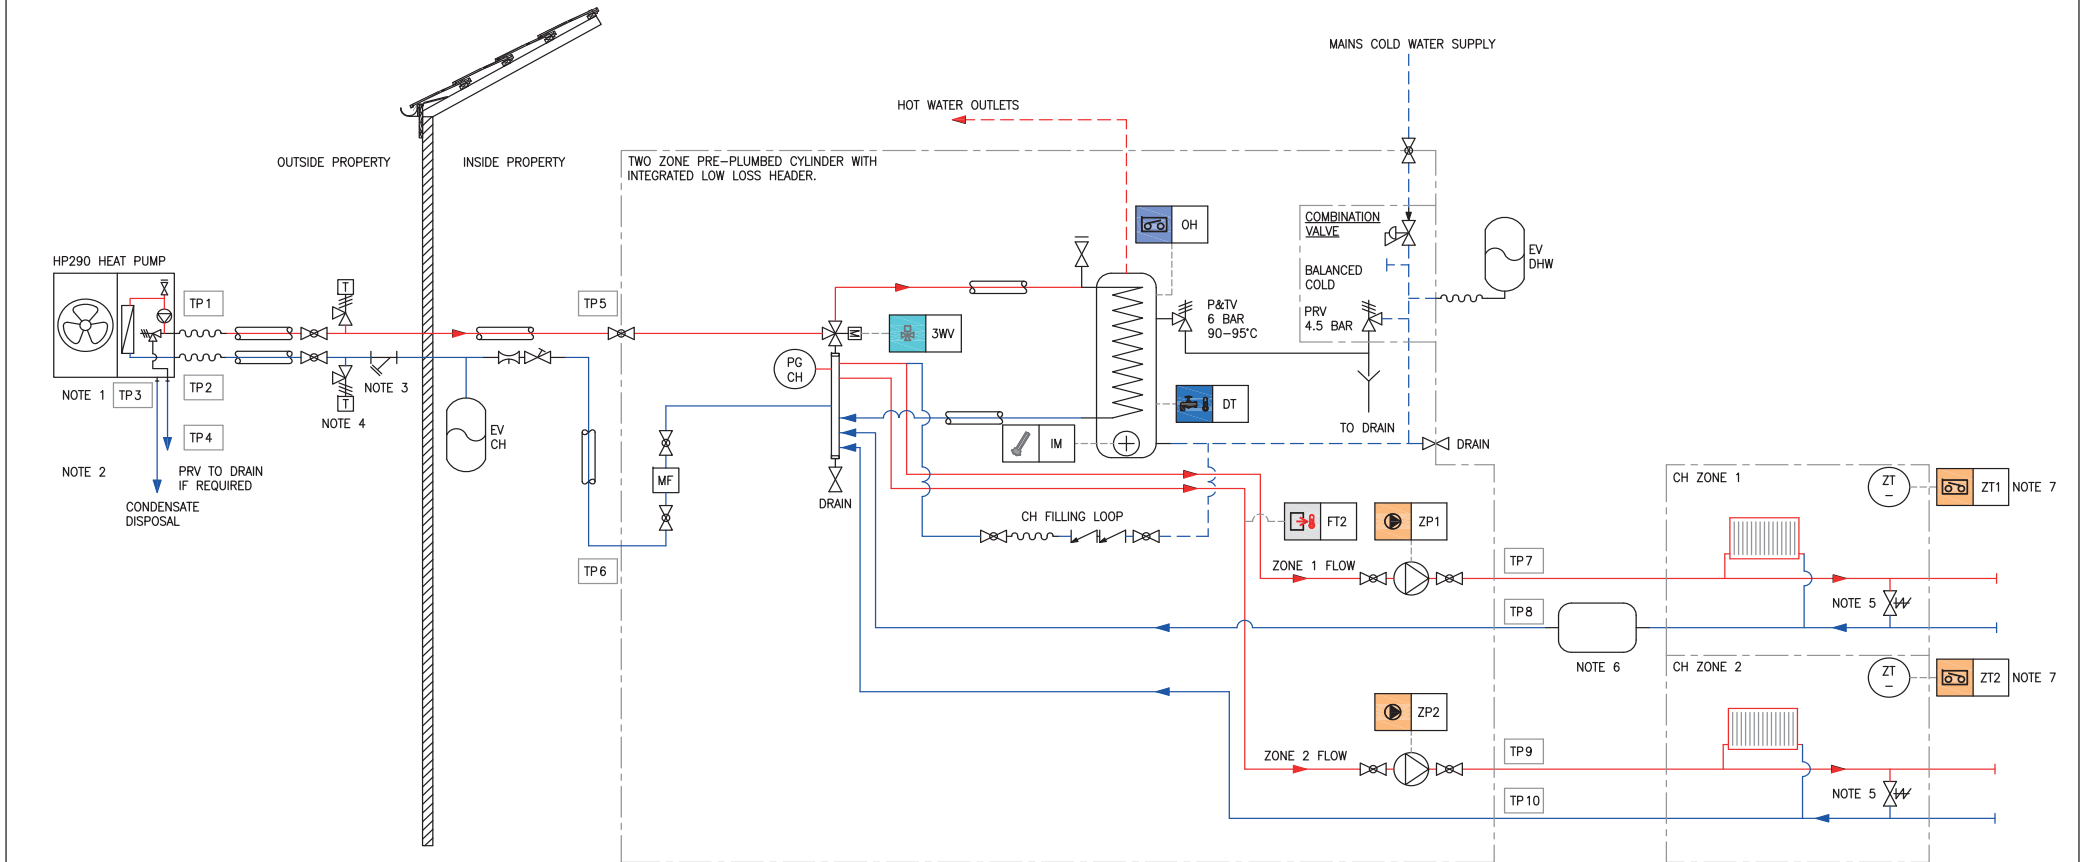 MAINS COLD WATER SUPPLY
HOT WATER OUTLETS
OUTSIDE PROPERTY
INSIDE PROPERTY
TWO ZONE PRE-PLUMBED CYLINDER WITH
INTEGRATED LOW LOSS HEADER.
OH
COMBINATION
VALVE
BALANCED
COLD
PRV
4.5 BAR
EV
DHW
HP290 HEAT PUMP
TP1
T
TP5
M
3WV
P&TV
6 BAR
90-95°C
PG
CH
NOTE 1
TP3
TP2
NOTE 3
T
NOTE 4
TP4
NOTE 2
PRV TO DRAIN
IF REQUIRED
CONDENSATE
DISPOSAL
EV
CH
DT
IM
TO DRAIN
DRAIN
MF
DRAIN
CH FILLING LOOP
TP6
FT2
ZP1
ZONE 1 FLOW
TP7
TP8
NOTE 6
CH ZONE 1
ZT
-
ZT1
NOTE 7
NOTE 5
CH ZONE 2
ZT
-
ZT2
NOTE 7
ZP2
ZONE 2 FLOW
TP9
TP10
NOTE 5